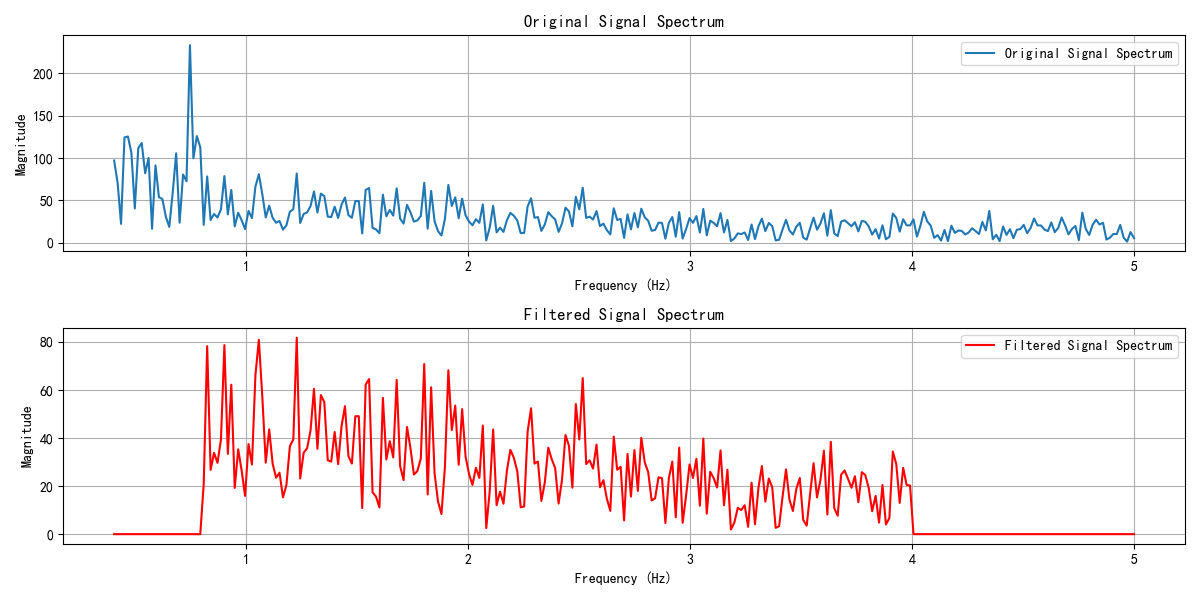 Original Signal Spectrum
Original Signal Spectrum
Magnitude
200
150
100
50
0
1 2 3 4 5
Frequency (Hz)
Filtered Signal Spectrum
Filtered Signal Spectrum
Magnitude
80
60
40
20
0
1 2 3 4 5
Frequency (Hz)